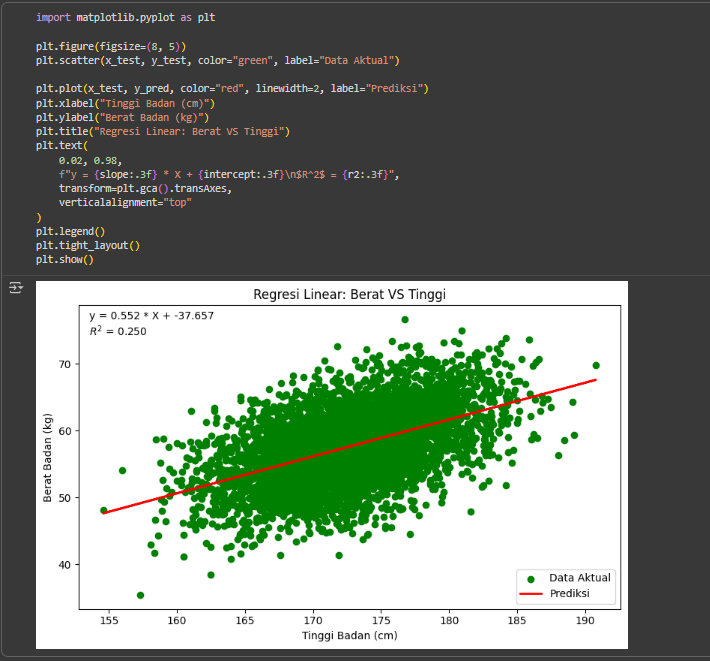 import matplotlib.pyplot as plt
plt.figure(figsize=(8, 5))
plt.scatter(x_test, y_test, color="green", label="Data Aktual")
plt.plot(x_test, y_pred, color="red", linewidth=2, label="Prediksi")
plt.xlabel("Tinggi Badan (cm)")
plt.ylabel("Berat Badan (kg)")
plt.title("Regresi Linear: Berat VS Tinggi")
plt.text(
    0.02, 0.98,
    f"y = {slope:.3f} * X + {intercept:.3f}\n$R^2$ = {r2:.3f}",
    transform=plt.gca().transAxes,
    verticalalignment="top"
)
plt.legend()
plt.tight_layout()
plt.show()
Regresi Linear: Berat VS Tinggi
y = 0.552 * X + -37.657
R² = 0.250
70
60
50
40
Berat Badan (kg)
Data Aktual
Prediksi
155 160 165 170 175 180 185 190
Tinggi Badan (cm)